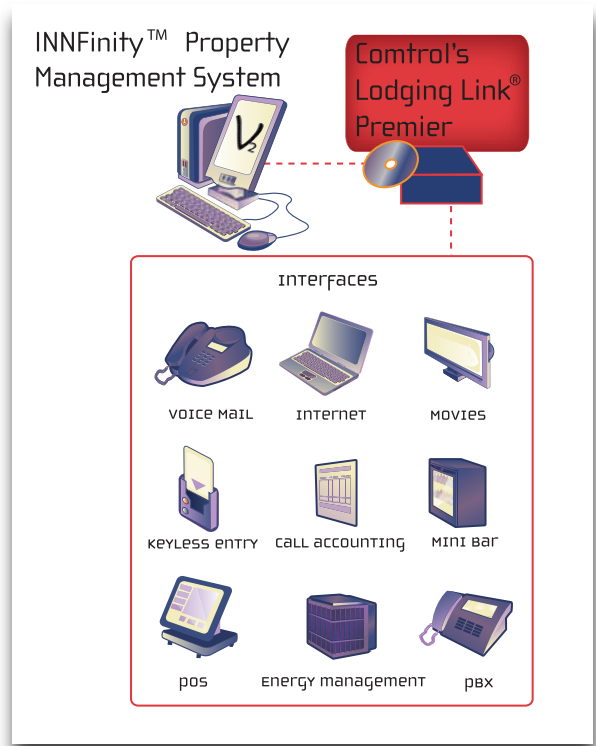 INNFinity™ Property
Management System
Comtrol's
Lodging Link®
Premier
V2
Interfaces
Voice Mail
Internet
Movies
Keyless Entry
Call Accounting
Mini Bar
POS
Energy Management
PBX